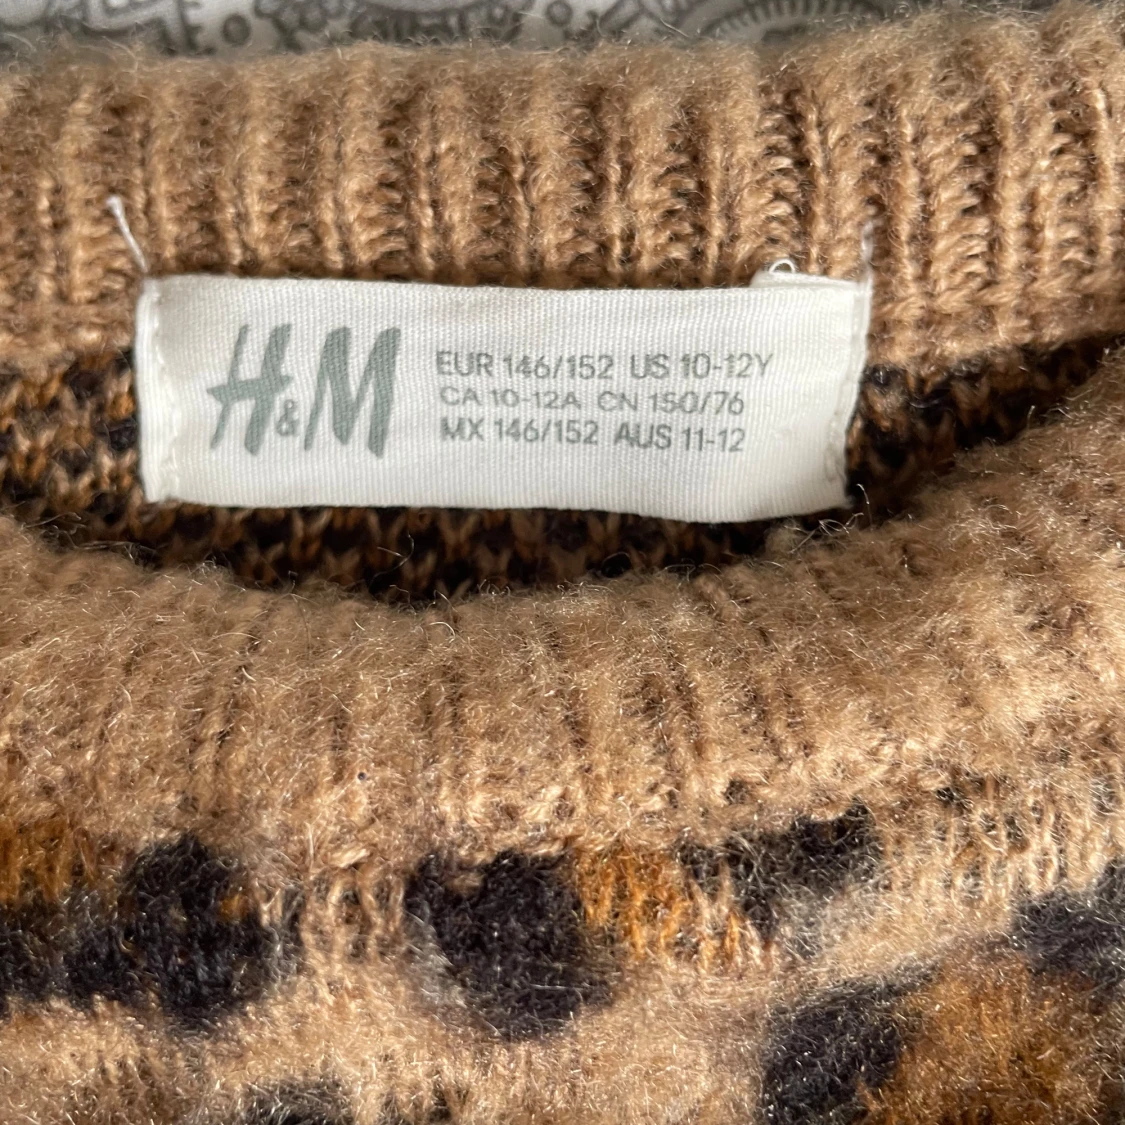 H&M
EUR 146/152 US 10-12Y
CA 10-12A CN 150/76
MX 146/152 AUS 11-12